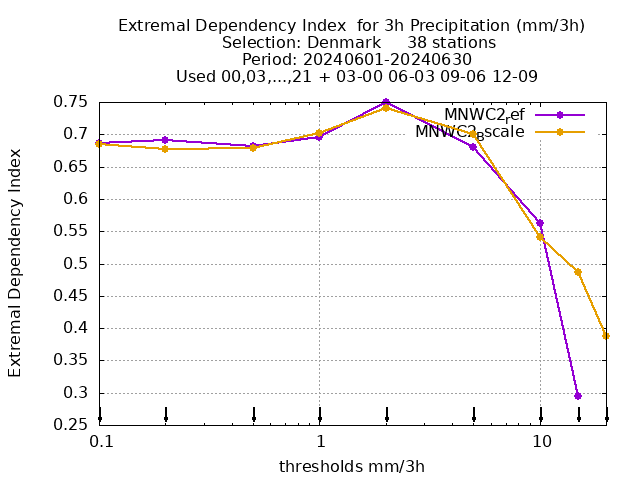 Extremal Dependency Index  for 3h Precipitation (mm/3h)
Selection: Denmark     38 stations
Period: 20240601-20240630
Used 00,03,...,21 + 03-00 06-03 09-06 12-09
MNWC2ref
MNWC2Bscale
Extremal Dependency Index
0.75
0.7
0.65
0.6
0.55
0.5
0.45
0.4
0.35
0.3
0.25
0.1 1 10
thresholds mm/3h